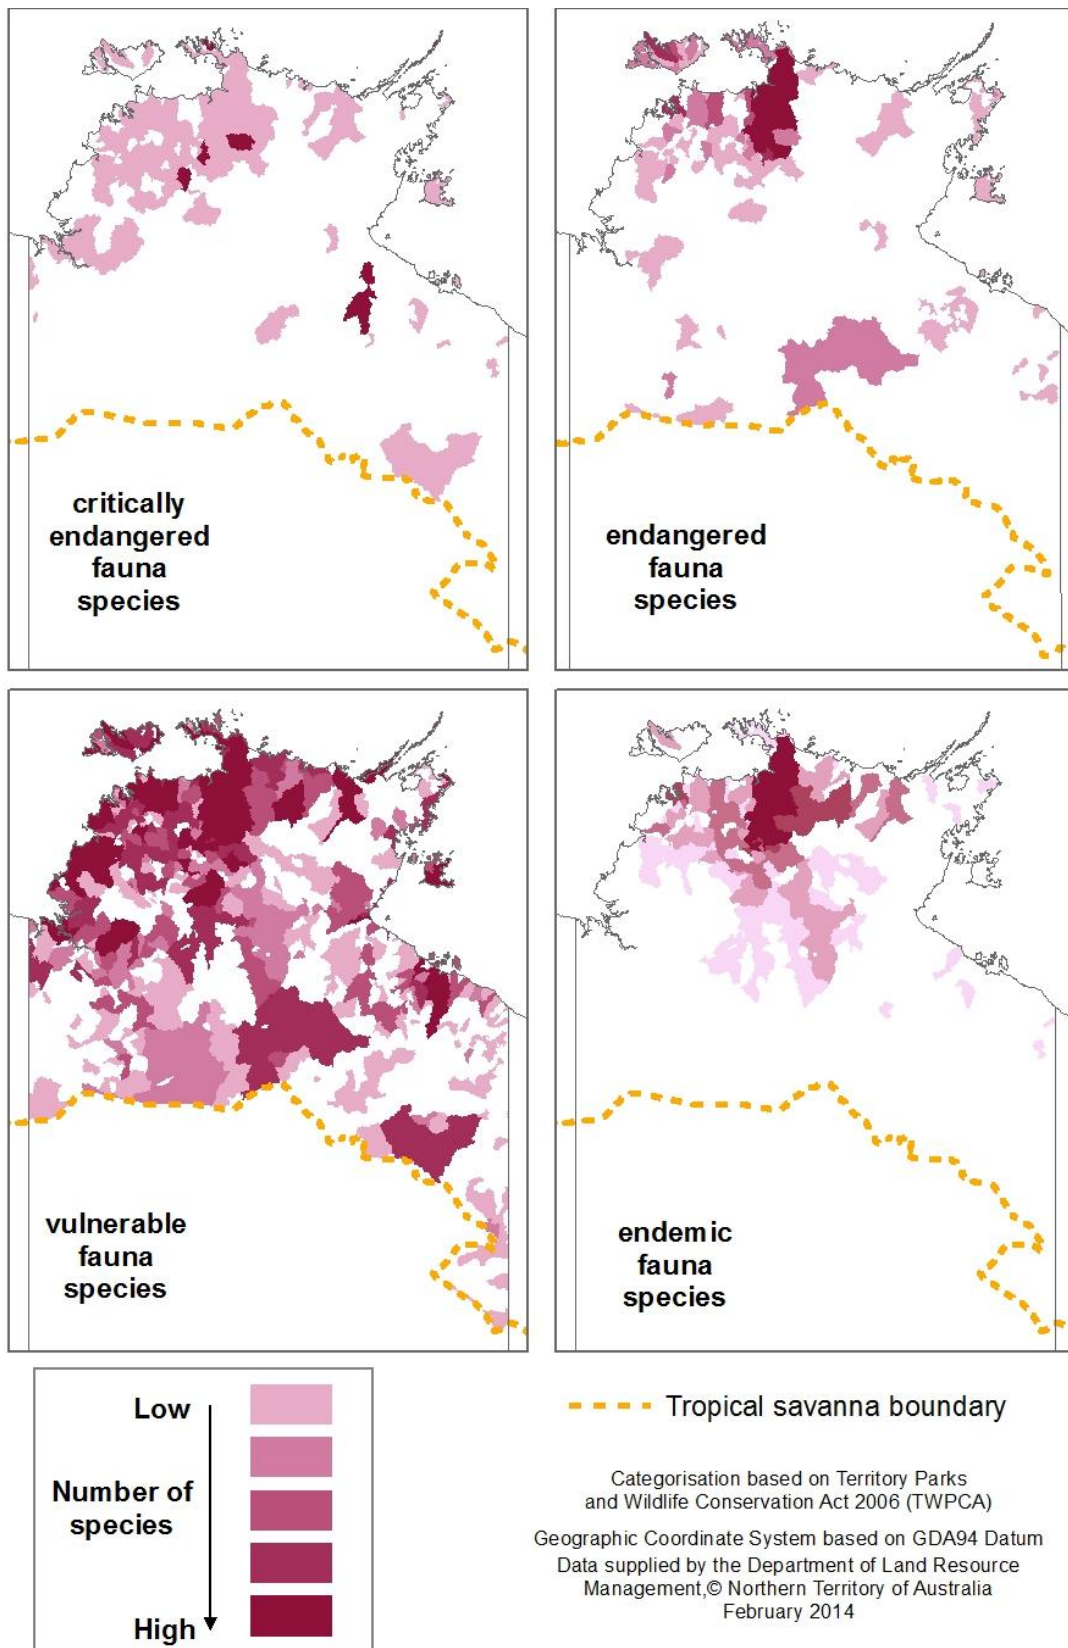 critically
endangered
fauna
species
endangered
fauna
species
vulnerable
fauna
species
endemic
fauna
species
Low
Number of
species
High
Tropical savanna boundary
Categorisation based on Territory Parks
and Wildlife Conservation Act 2006 (TWPCA)
Geographic Coordinate System based on GDA94 Datum
Data supplied by the Department of Land Resource
Management,© Northern Territory of Australia
February 2014